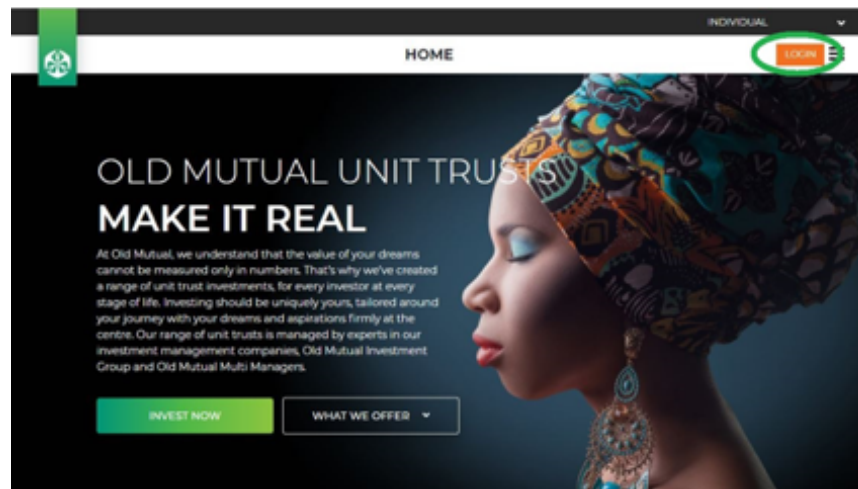 INDIVIDUAL
HOME
LOGIN
OLD MUTUAL UNIT TRUSTS
MAKE IT REAL
At Old Mutual, we understand that the value of your dreams
cannot be measured only in numbers. That's why we've created
a range of unit trust investments, for every investor at every
stage of life. Investing should be uniquely yours, tailored around
your journey with your dreams and aspirations firmly at the
centre. Our range of unit trusts is managed by experts in our
investment management companies, Old Mutual Investment
Group and Old Mutual Multi Managers.
INVEST NOW
WHAT WE OFFER